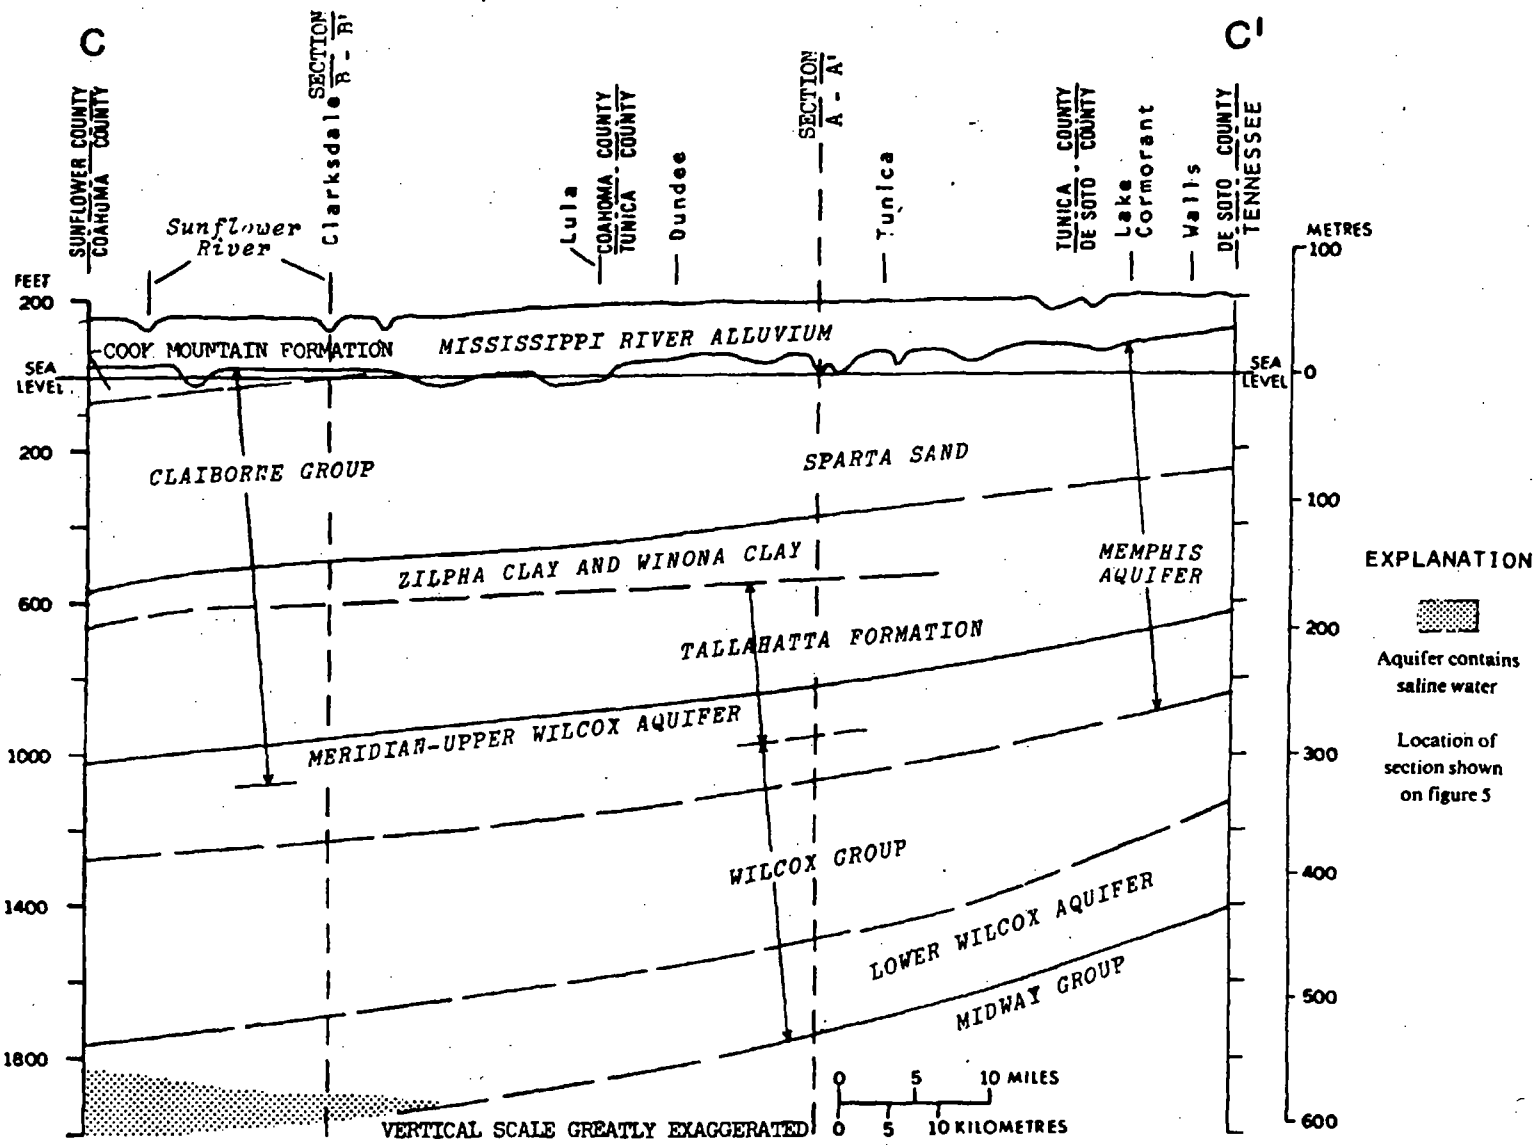 C
C'
SUNFLOWER COUNTY
COAHOMA COUNTY
Sunflower
River
Clarksdale
SECTION
B - B'
Lula
COAHOMA COUNTY
TUNICA COUNTY
Dundee
SECTION
A - A'
Tunica
TUNICA COUNTY
DE SOTO COUNTY
Lake
Cormorant
Walls
DE SOTO COUNTY
TENNESSEE
FEET
200
SEA
LEVEL
200
600
1000
1400
1800
METRES
100
SEA
LEVEL
0
100
200
300
400
500
600
COOK MOUNTAIN FORMATION
MISSISSIPPI RIVER ALLUVIUM
CLAIBORNE GROUP
SPARTA SAND
ZILPHA CLAY AND WINONA CLAY
MEMPHIS
AQUIFER
TALLAHATTA FORMATION
MERIDIAN-UPPER WILCOX AQUIFER
WILCOX GROUP
LOWER WILCOX AQUIFER
MIDWAY GROUP
EXPLANATION
Aquifer contains
saline water
Location of
section shown
on figure 5
0 5 10 MILES
0 5 10 KILOMETRES
VERTICAL SCALE GREATLY EXAGGERATED